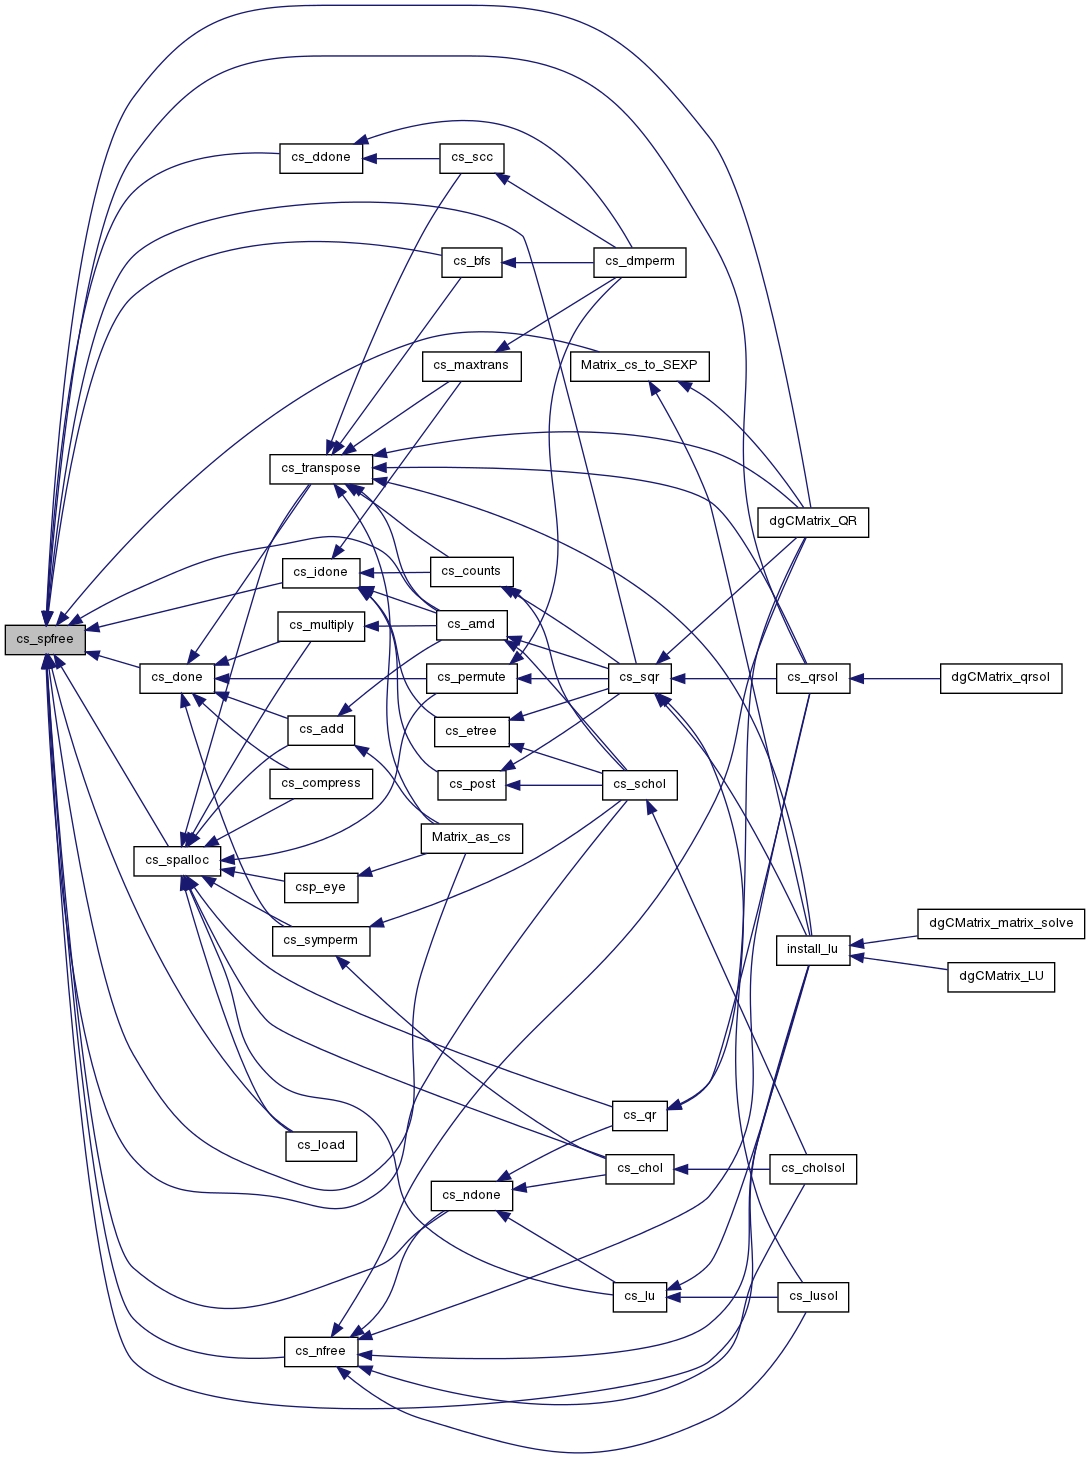 cs_ddone
cs_scc
cs_bfs
cs_dmperm
cs_maxtrans
Matrix_cs_to_SEXP
cs_transpose
dgCMatrix_QR
cs_idone
cs_counts
cs_multiply
cs_amd
cs_spfree
cs_done
cs_permute
cs_sqr
cs_qrsol
dgCMatrix_qrsol
cs_add
cs_etree
cs_compress
cs_post
cs_schol
Matrix_as_cs
cs_spalloc
csp_eye
cs_symperm
install_lu
dgCMatrix_matrix_solve
dgCMatrix_LU
cs_qr
cs_load
cs_chol
cs_cholsol
cs_ndone
cs_lu
cs_lusol
cs_nfree